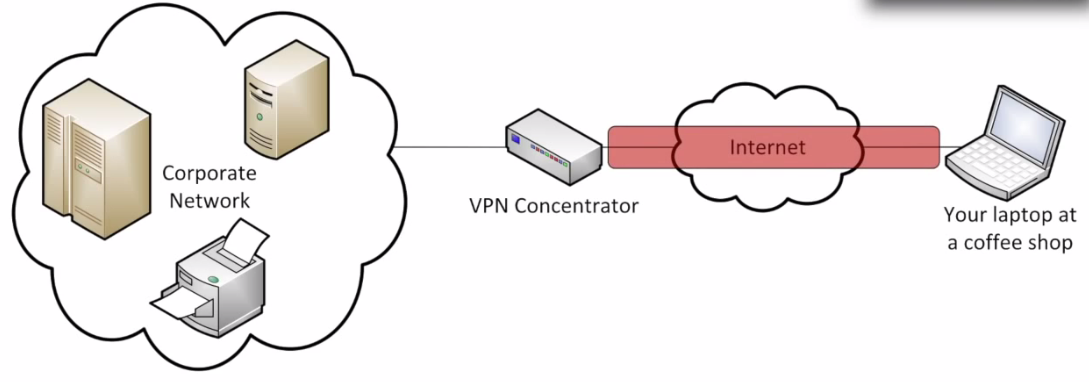 Corporate
Network
VPN Concentrator
Internet
Your laptop at
a coffee shop